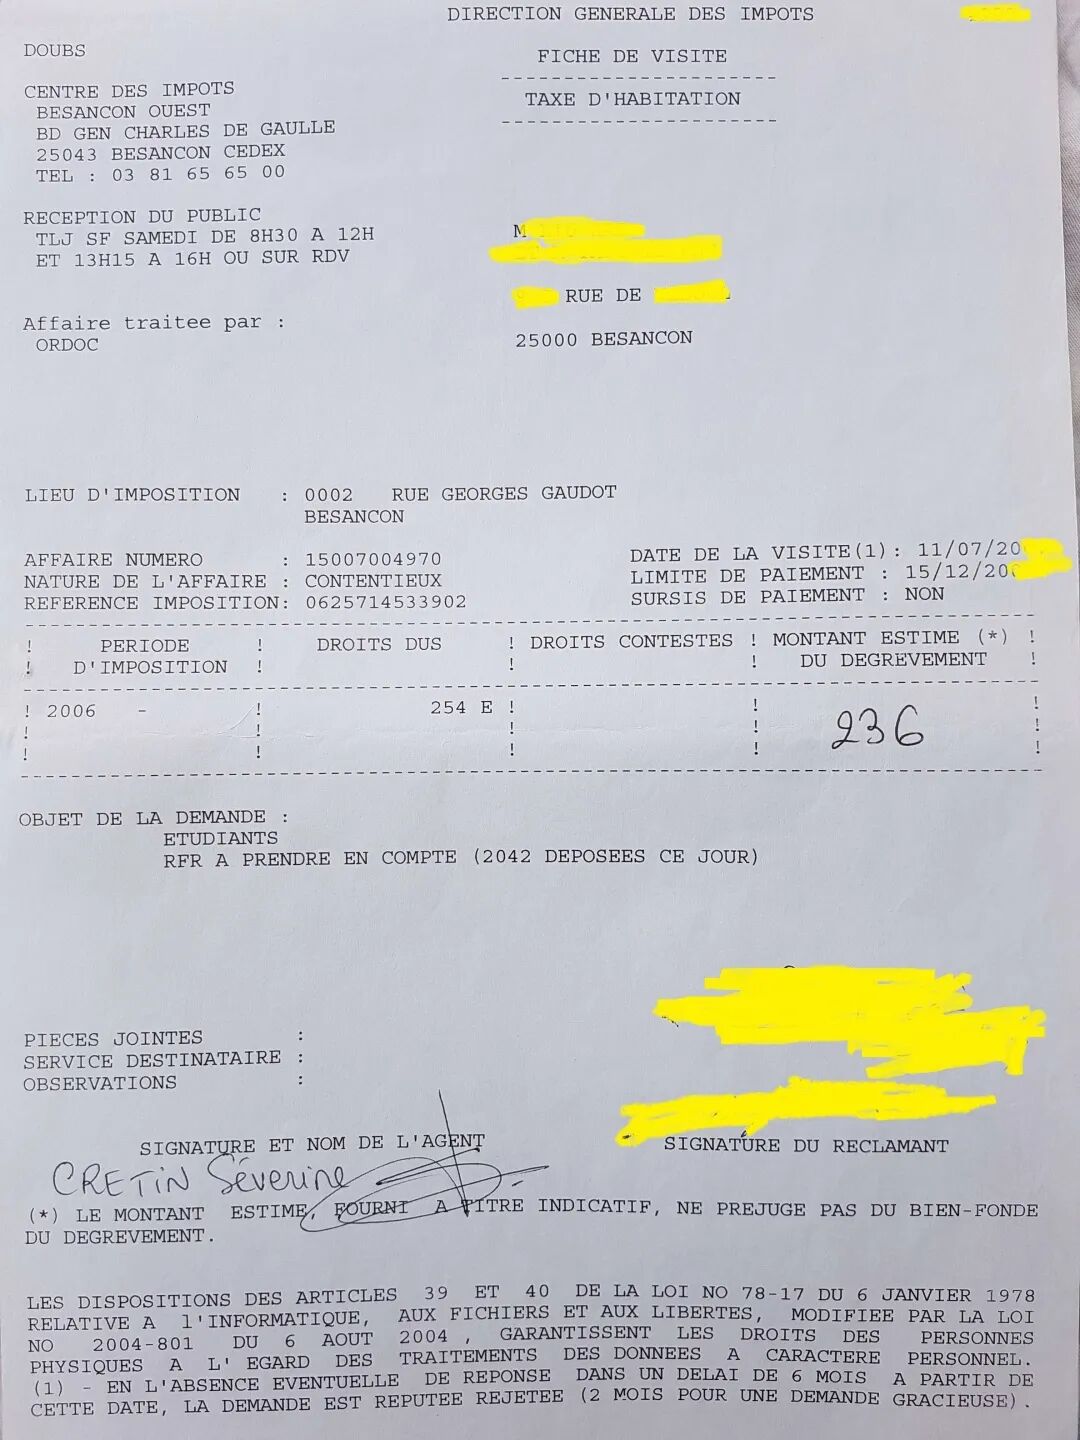 DIRECTION GENERALE DES IMPOTS
DOUBS
FICHE DE VISITE
TAXE D'HABITATION
CENTRE DES IMPOTS
BESANCON OUEST
BD GEN CHARLES DE GAULLE
25043 BESANCON CEDEX
TEL : 03 81 65 65 00
RECEPTION DU PUBLIC
TLJ SF SAMEDI DE 8H30 A 12H
ET 13H15 A 16H OU SUR RDV
M
RUE DE
25000 BESANCON
Affaire traitee par :
ORDOC
LIEU D'IMPOSITION : 0002 RUE GEORGES GAUDOT
BESANCON
AFFAIRE NUMERO : 15007004970
NATURE DE L'AFFAIRE : CONTENTIEUX
REFERENCE IMPOSITION: 0625714533902
DATE DE LA VISITE(1) : 11/07/20
LIMITE DE PAIEMENT : 15/12/20
SURSIS DE PAIEMENT : NON
! PERIODE ! DROITS DUS ! DROITS CONTESTES ! MONTANT ESTIME (*) !
! D'IMPOSITION ! ! ! DU DEGREVEMENT !
! 2006 - ! 254 E ! ! 236 !
OBJET DE LA DEMANDE :
ETUDIANTS
RFR A PRENDRE EN COMPTE (2042 DEPOSEES CE JOUR)
PIECES JOINTES :
SERVICE DESTINATAIRE :
OBSERVATIONS :
SIGNATURE ET NOM DE L'AGENT
SIGNATURE DU RECLAMANT
CRETIN Séverine
(*) LE MONTANT ESTIME, FOURNI A TITRE INDICATIF, NE PREJUGE PAS DU BIEN-FONDE
DU DEGREVEMENT.
LES DISPOSITIONS DES ARTICLES 39 ET 40 DE LA LOI NO 78-17 DU 6 JANVIER 1978
RELATIVE A l'INFORMATIQUE, AUX FICHIERS ET AUX LIBERTES, MODIFIEE PAR LA LOI
NO 2004-801 DU 6 AOUT 2004 , GARANTISSENT LES DROITS DES PERSONNES
PHYSIQUES A L' EGARD DES TRAITEMENTS DES DONNEES A CARACTERE PERSONNEL.
(1) - EN L'ABSENCE EVENTUELLE DE REPONSE DANS UN DELAI DE 6 MOIS A PARTIR DE
CETTE DATE, LA DEMANDE EST REPUTEE REJETEE (2 MOIS POUR UNE DEMANDE GRACIEUSE).